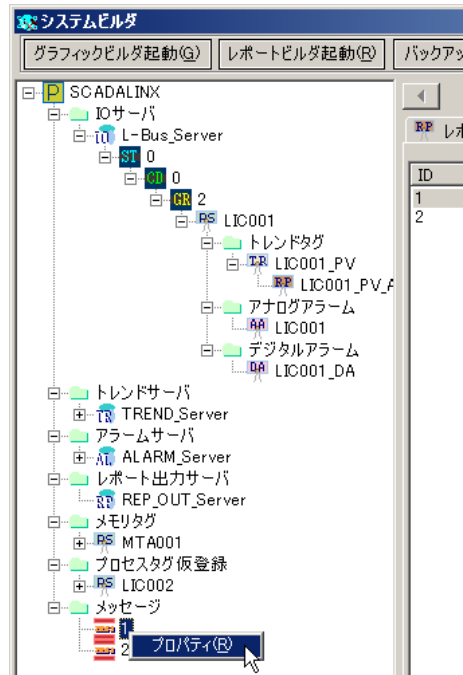 システムビルダ
グラフィックビルダ起動(G)
レポートビルダ起動(R)
バックアッ
P SCADALINX
IOサーバ
IO L-Bus_Server
ST 0
CD 0
GR 2
PS LIC001
トレンドタグ
TR LIC001_PV
RP LIC001_PV_A
アナログアラーム
AA LIC001
デジタルアラーム
DA LIC001_DA
トレンドサーバ
TR TREND_Server
アラームサーバ
AL ALARM_Server
レポート出力サーバ
RP REP_OUT_Server
メモリタグ
PS MTA001
プロセスタグ仮登録
PS LIC002
メッセージ
1
2
プロパティ(R)
RP レポ
ID
1
2